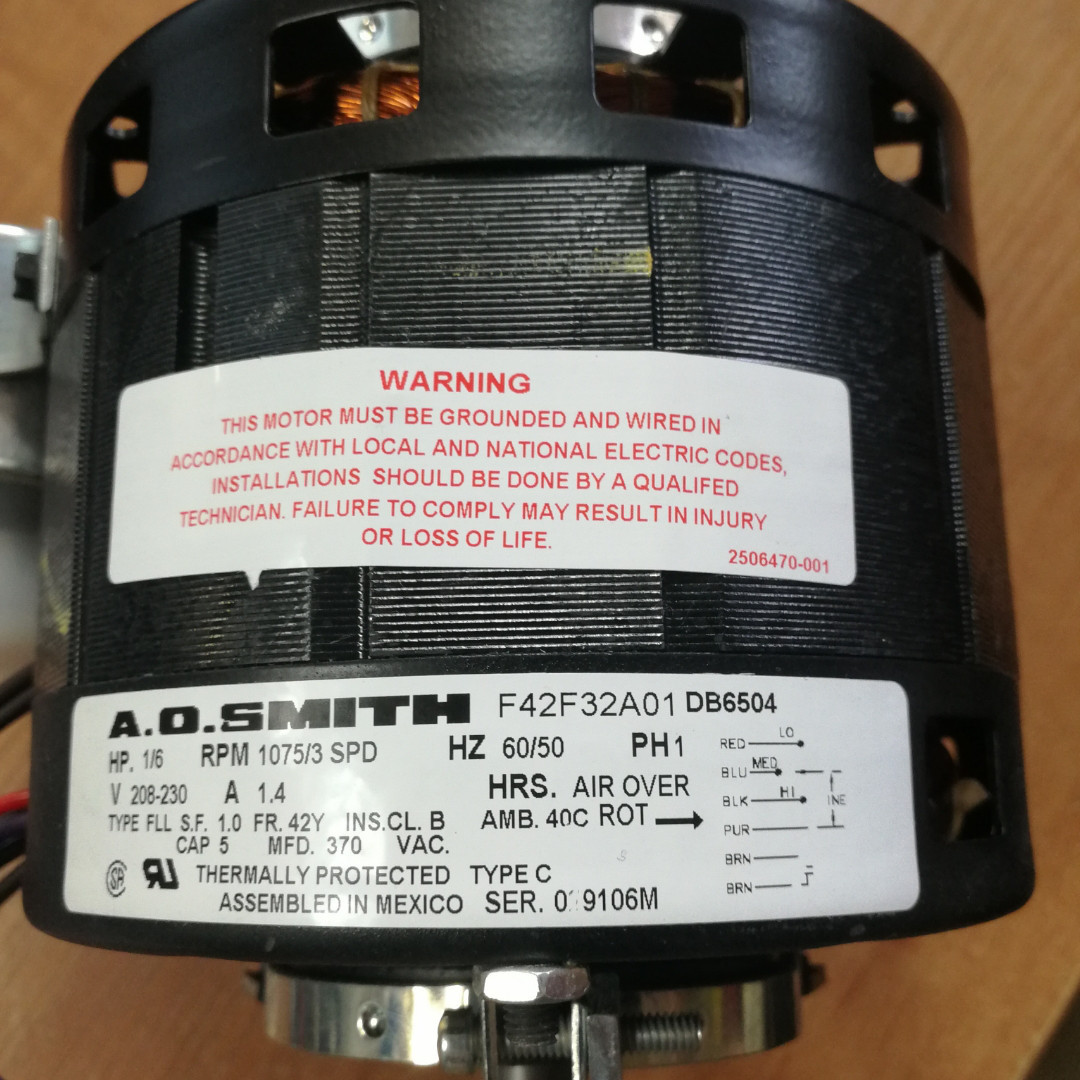 WARNING
THIS MOTOR MUST BE GROUNDED AND WIRED IN
ACCORDANCE WITH LOCAL AND NATIONAL ELECTRIC CODES,
INSTALLATIONS SHOULD BE DONE BY A QUALIFED
TECHNICIAN. FAILURE TO COMPLY MAY RESULT IN INJURY
OR LOSS OF LIFE.
2506470-001
A.O.SMITH F42F32A01 DB6504
HP. 1/6 RPM 1075/3 SPD HZ 60/50 PH 1
V 208-230 A 1.4 HRS. AIR OVER
TYPE FLL S.F. 1.0 FR. 42Y INS.CL. B AMB. 40C ROT
CAP 5 MFD. 370 VAC.
THERMALLY PROTECTED TYPE C
ASSEMBLED IN MEXICO SER. 9106M
RED LO
BLU MED
BLK HI INE
PUR
BRN
BRN